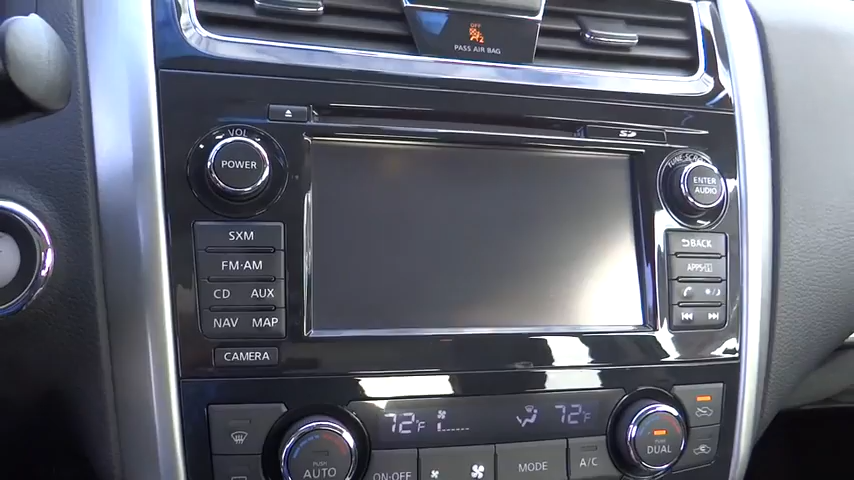 OFF
PASS AIR BAG
VOL
POWER
TUNE·SCROLL
ENTER
AUDIO
SXM
FM·AM
CD AUX
NAV MAP
CAMERA
BACK
APPS·i
72°F 72°F
PUSH
AUTO
ON·OFF
MODE
A/C
PUSH
DUAL